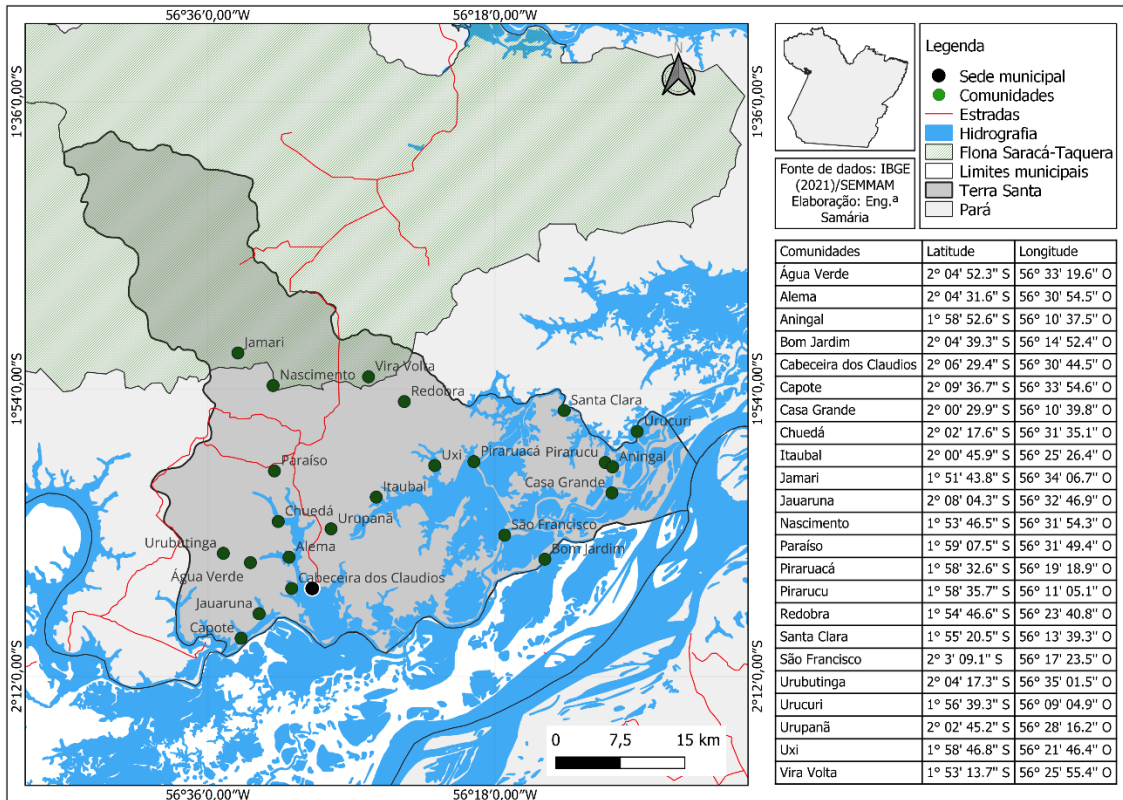 56°36'0,00''W 56°18'0,00''W
1°36'0,00''S 1°36'0,00''S
N
Jamari
Nascimento
Vira Volta
Redobra
1°54'0,00''S 1°54'0,00''S
Santa Clara
Urucuri
Paraíso
Uxi
Piraruacá
Pirarucu
Aningal
Itaubal
Casa Grande
Chuedá
Urupanã
São Francisco
Urubutinga
Alema
Bom Jardim
Água Verde
Cabeceira dos Claudios
Jauaruna
Capote
2°12'0,00''S 2°12'0,00''S
0 7,5 15 km
56°36'0,00''W 56°18'0,00''W
Fonte de dados: IBGE
(2021)/SEMMAM
Elaboração: Eng.ª
Samária
Legenda
Sede municipal
Comunidades
Estradas
Hidrografia
Flona Saracá-Taquera
Limites municipais
Terra Santa
Pará
Comunidades Latitude Longitude
Água Verde 2° 04' 52.3" S 56° 33' 19.6'' O
Alema 2° 04' 31.6" S 56° 30' 54.5'' O
Aningal 1° 58' 52.6" S 56° 10' 37.5'' O
Bom Jardim 2° 04' 39.3" S 56° 14' 52.4'' O
Cabeceira dos Claudios 2° 06' 29.4" S 56° 30' 44.5'' O
Capote 2° 09' 36.7" S 56° 33' 54.6'' O
Casa Grande 2° 00' 29.9" S 56° 10' 39.8'' O
Chuedá 2° 02' 17.6" S 56° 31' 35.1'' O
Itaubal 2° 00' 45.9" S 56° 25' 26.4'' O
Jamari 1° 51' 43.8" S 56° 34' 06.7'' O
Jauaruna 2° 08' 04.3" S 56° 32' 46.9'' O
Nascimento 1° 53' 46.5" S 56° 31' 54.3'' O
Paraíso 1° 59' 07.5" S 56° 31' 49.4'' O
Piraruacá 1° 58' 32.6" S 56° 19' 18.9'' O
Pirarucu 1° 58' 35.7" S 56° 11' 05.1'' O
Redobra 1° 54' 46.6" S 56° 23' 40.8'' O
Santa Clara 1° 55' 20.5" S 56° 13' 39.3'' O
São Francisco 2° 3' 09.1" S 56° 17' 23.5'' O
Urubutinga 2° 04' 17.3" S 56° 35' 01.5'' O
Urucuri 1° 56' 39.3" S 56° 09' 04.9'' O
Urupanã 2° 02' 45.2" S 56° 28' 16.2'' O
Uxi 1° 58' 46.8" S 56° 21' 46.4'' O
Vira Volta 1° 53' 13.7" S 56° 25' 55.4'' O